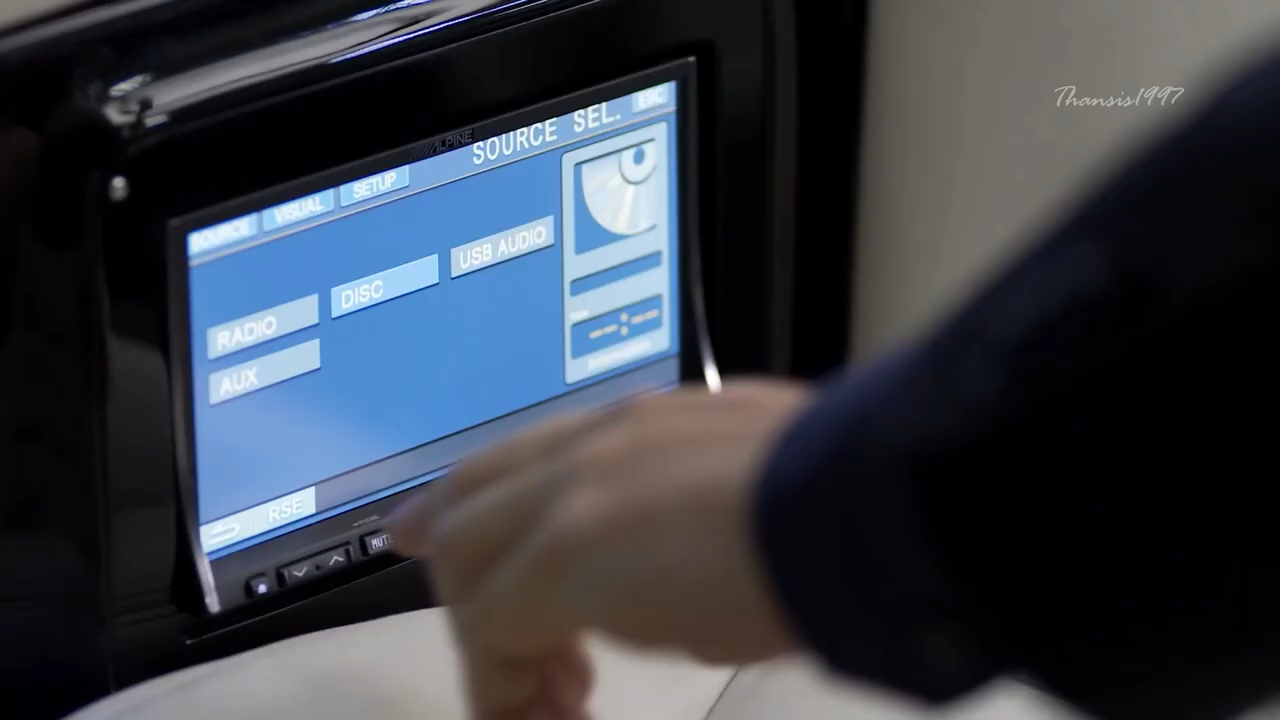 Thansis1997
ALPINE
SOURCE SEL.
ESC
SOURCE VISUAL SETUP
RADIO DISC USB AUDIO
AUX
RSE
MUTE